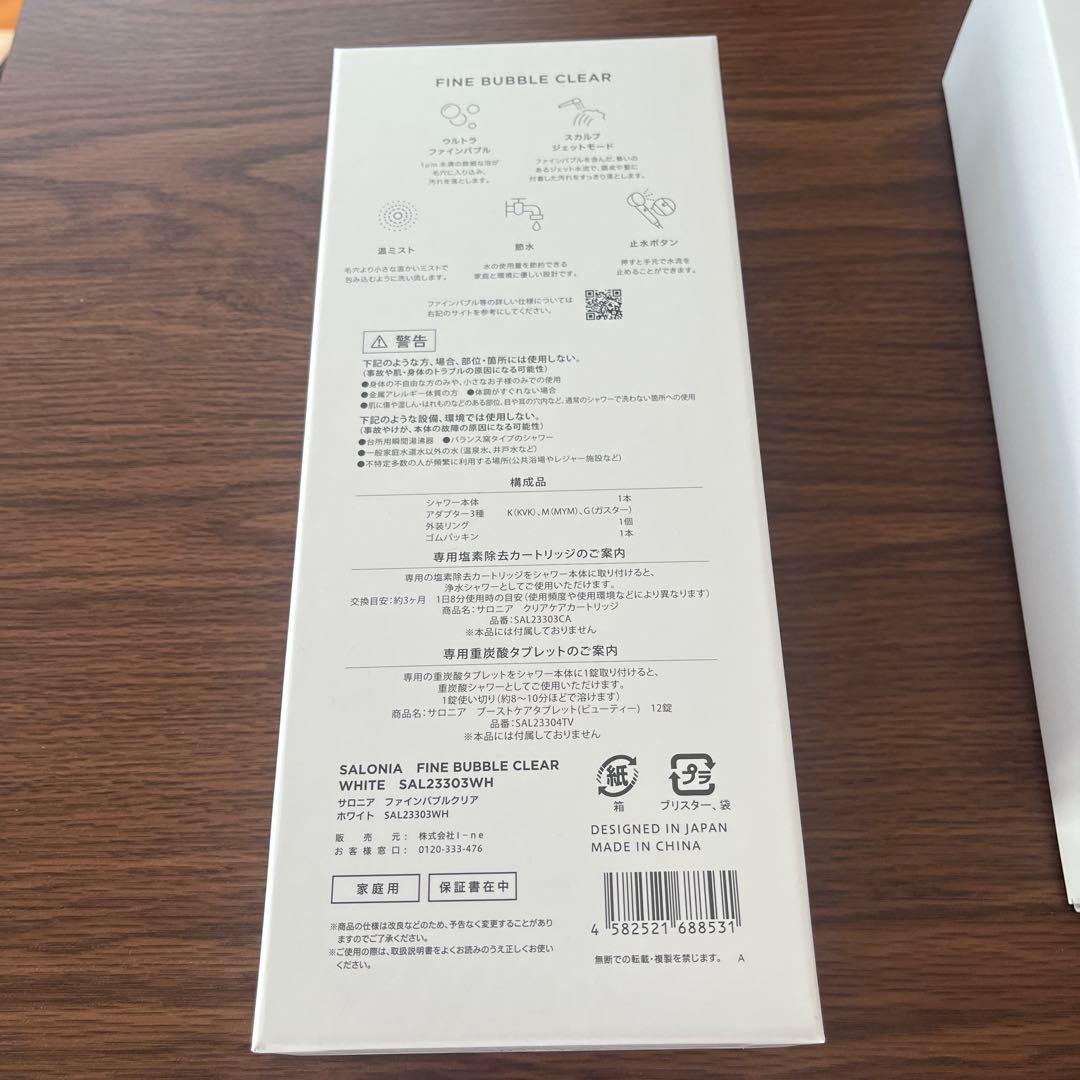 FINE BUBBLE CLEAR
ウルトラ
ファインバブル
1μm未満の微細な泡が
毛穴に入り込み、
汚れを落とします。
スカルプ
ジェットモード
ファインバブルを含んだ、勢いの
あるジェット水流で、頭皮や髪に
付着した汚れをすっきり落とします。
温ミスト
毛穴より小さな温かいミストで
包み込むように洗い流します。
節水
水の使用量を節約できる
家庭と環境に優しい設計です。
止水ボタン
押すと手元で水流を
止めることができます。
ファインバブル等の詳しい仕様については
右記のサイトを参考にしてください。
警告
下記のような方、場合、部位・箇所には使用しない。
(事故や肌・身体のトラブルの原因になる可能性)
●身体の不自由な方のみや、小さなお子様のみでの使用
●金属アレルギー体質の方 ●体調がすぐれない場合
●肌に傷や湿しん・はれものなどのある部位、目や耳の穴内など、通常のシャワーで洗わない箇所への使用
下記のような設備、環境では使用しない。
(事故やけが、本体の故障の原因になる可能性)
●台所用瞬間湯沸器 ●バランス窯タイプのシャワー
●一般家庭水道水以外の水(温泉水、井戸水など)
●不特定多数の人が頻繁に利用する場所(公共浴場やレジャー施設など)
構成品
シャワー本体 1本
アダプター3種 K(KVK)、M(MYM)、G(ガスター)
外装リング 1個
ゴムパッキン 1本
専用塩素除去カートリッジのご案内
専用の塩素除去カートリッジをシャワー本体に取り付けると、
浄水シャワーとしてご使用いただけます。
交換目安:約3ヶ月 1日8分使用時の目安(使用頻度や使用環境などにより異なります)
商品名:サロニア クリアケアカートリッジ
品番:SAL23303CA
※本品には付属しておりません
専用重炭酸タブレットのご案内
専用の重炭酸タブレットをシャワー本体に1錠取り付けると、
重炭酸シャワーとしてご使用いただけます。
1錠使い切り(約8～10分ほどで溶けます)
商品名:サロニア ブーストケアタブレット(ビューティー) 12錠
品番:SAL23304TV
※本品には付属しておりません
SALONIA FINE BUBBLE CLEAR
WHITE SAL23303WH
サロニア ファインバブルクリア
ホワイト SAL23303WH
販売元: 株式会社I-ne
お客様窓口: 0120-333-476
家庭用
保証書在中
※商品の仕様は改良などのため、予告なく変更することがあり
ますのでご了承ください。
※ご使用の際は、取扱説明書をよくお読みのうえ正しくお使い
ください。
紙
箱
プラ
ブリスター、袋
DESIGNED IN JAPAN
MADE IN CHINA
4 582521 688531
無断での転載・複製を禁じます。 A